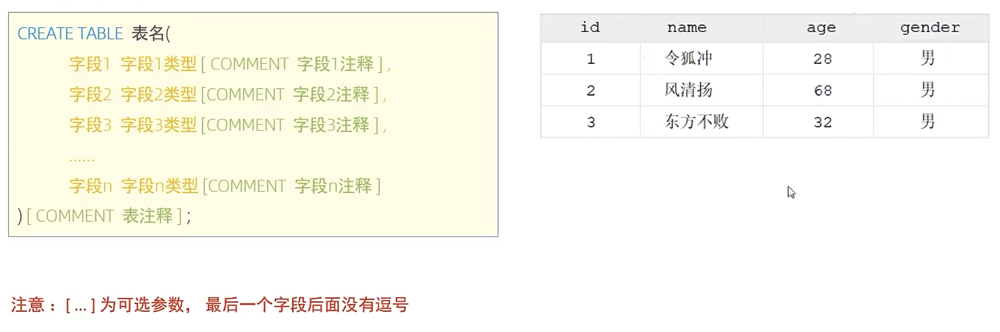 CREATE TABLE 表名(
字段1 字段1类型[ COMMENT 字段1注释 ] ,
字段2 字段2类型[COMMENT 字段2注释 ] ,
字段3 字段3类型[COMMENT 字段3注释 ] ,
......
字段n 字段n类型[COMMENT 字段n注释 ]
)[ COMMENT 表注释 ] ;
id name age gender
1 令狐冲 28 男
2 风清扬 68 男
3 东方不败 32 男
注意：[ ... ] 为可选参数， 最后一个字段后面没有逗号